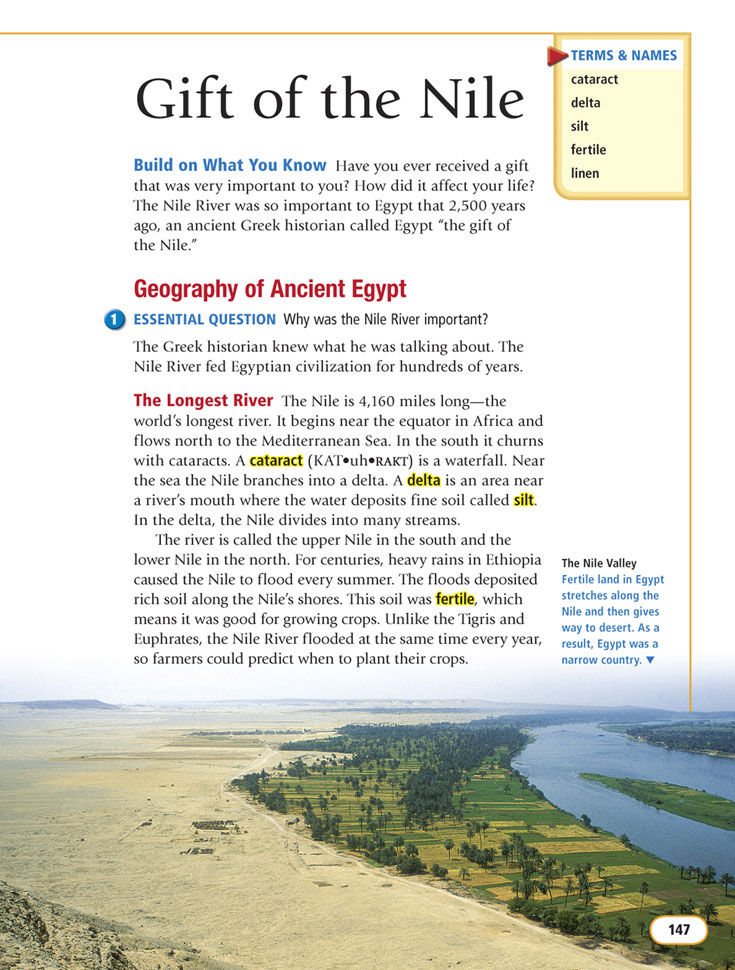 Gift of the Nile
TERMS & NAMES
cataract
delta
silt
fertile
linen
Build on What You Know Have you ever received a gift
that was very important to you? How did it affect your life?
The Nile River was so important to Egypt that 2,500 years
ago, an ancient Greek historian called Egypt “the gift of
the Nile.”
Geography of Ancient Egypt
1 ESSENTIAL QUESTION Why was the Nile River important?
The Greek historian knew what he was talking about. The
Nile River fed Egyptian civilization for hundreds of years.
The Longest River The Nile is 4,160 miles long—the
world’s longest river. It begins near the equator in Africa and
flows north to the Mediterranean Sea. In the south it churns
with cataracts. A cataract (KAT•uh•RAKT) is a waterfall. Near
the sea the Nile branches into a delta. A delta is an area near
a river’s mouth where the water deposits fine soil called silt.
In the delta, the Nile divides into many streams.
The river is called the upper Nile in the south and the
lower Nile in the north. For centuries, heavy rains in Ethiopia
caused the Nile to flood every summer. The floods deposited
rich soil along the Nile’s shores. This soil was fertile, which
means it was good for growing crops. Unlike the Tigris and
Euphrates, the Nile River flooded at the same time every year,
so farmers could predict when to plant their crops.
The Nile Valley
Fertile land in Egypt
stretches along the
Nile and then gives
way to desert. As a
result, Egypt was a
narrow country. ▼
147